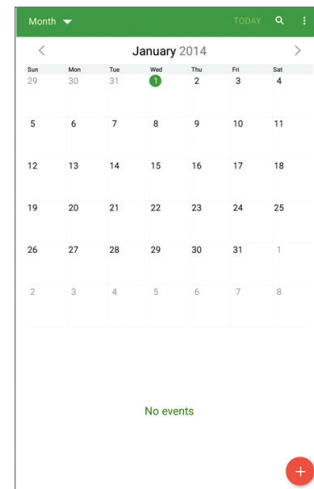 Month TODAY
January 2014
Sun Mon Tue Wed Thu Fri Sat
29 30 31 1 2 3 4
5 6 7 8 9 10 11
12 13 14 15 16 17 18
19 20 21 22 23 24 25
26 27 28 29 30 31 1
2 3 4 5 6 7 8
No events